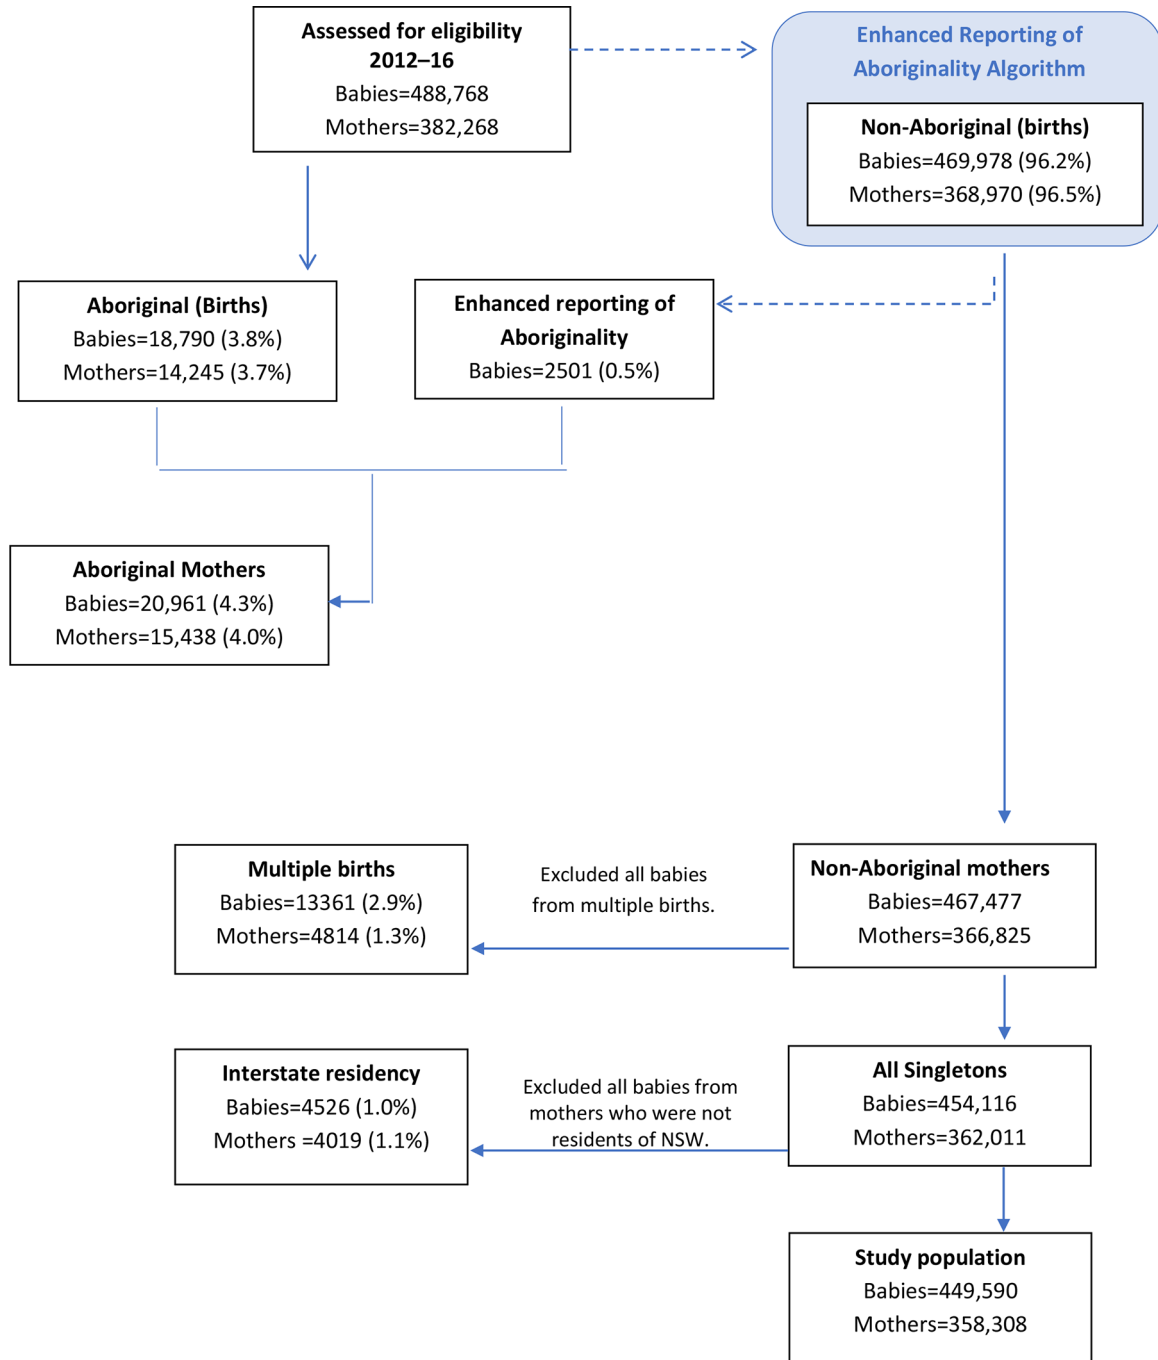 Assessed for eligibility
2012–16
Babies=488,768
Mothers=382,268
Enhanced Reporting of
Aboriginality Algorithm
Non-Aboriginal (births)
Babies=469,978 (96.2%)
Mothers=368,970 (96.5%)
Aboriginal (Births)
Babies=18,790 (3.8%)
Mothers=14,245 (3.7%)
Enhanced reporting of
Aboriginality
Babies=2501 (0.5%)
Aboriginal Mothers
Babies=20,961 (4.3%)
Mothers=15,438 (4.0%)
Multiple births
Babies=13361 (2.9%)
Mothers=4814 (1.3%)
Excluded all babies
from multiple births.
Non-Aboriginal mothers
Babies=467,477
Mothers=366,825
Interstate residency
Babies=4526 (1.0%)
Mothers =4019 (1.1%)
Excluded all babies from
mothers who were not
residents of NSW.
All Singletons
Babies=454,116
Mothers=362,011
Study population
Babies=449,590
Mothers=358,308